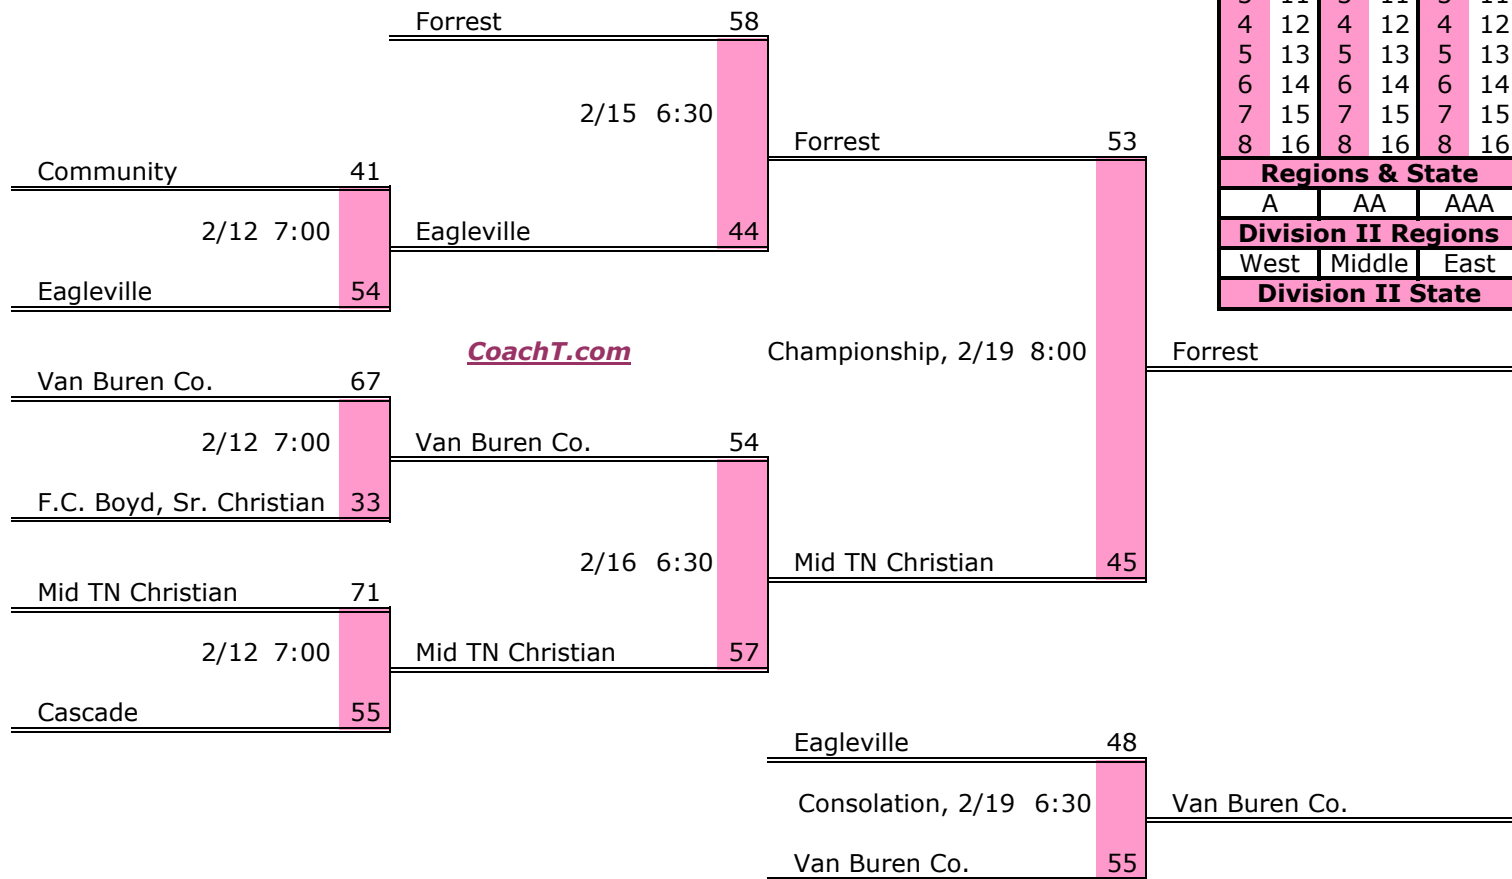 Forrest 58
3 11 3 11 3 11
4 12 4 12 4 12
5 13 5 13 5 13
6 14 6 14 6 14
2/15 6:30
7 15 7 15 7 15
Forrest 53
8 16 8 16 8 16
Community 41
Regions & State
A AA AAA
2/12 7:00
Eagleville 44
Division II Regions
West Middle East
Eagleville 54
Division II State
CoachT.com
Championship, 2/19 8:00
Forrest
Van Buren Co. 67
2/12 7:00
Van Buren Co. 54
F.C. Boyd, Sr. Christian 33
2/16 6:30
Mid TN Christian 45
Mid TN Christian 71
2/12 7:00
Mid TN Christian 57
Cascade 55
Eagleville 48
Consolation, 2/19 6:30
Van Buren Co.
Van Buren Co. 55